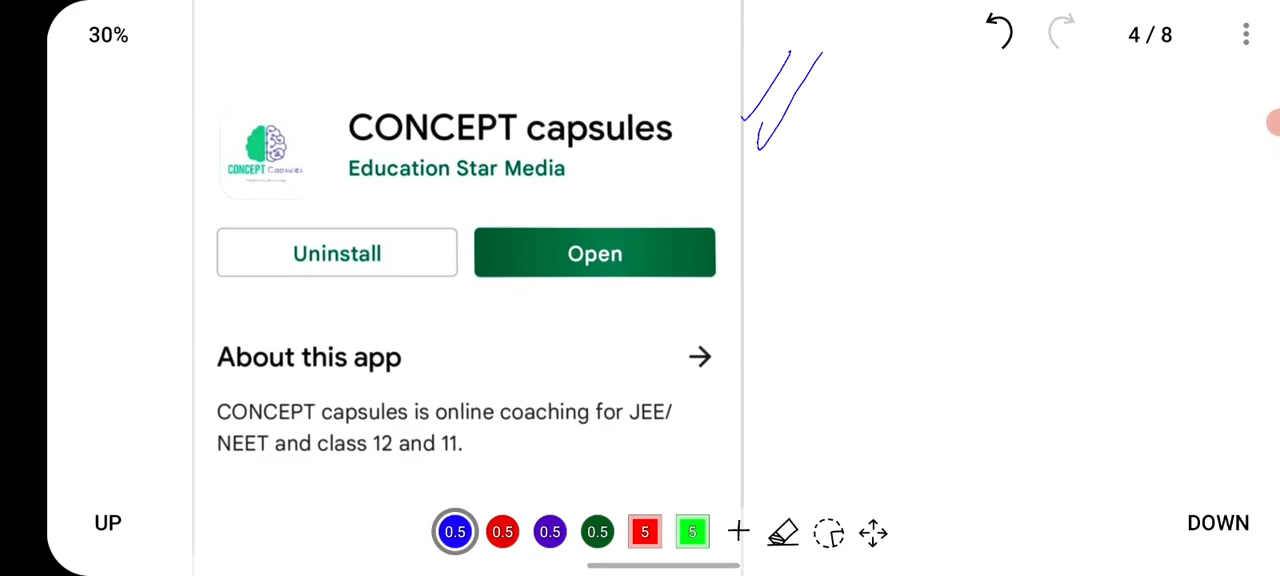 30%
4 / 8
CONCEPT capsules
Education Star Media
CONCEPT Capsules
Uninstall
Open
About this app
CONCEPT capsules is online coaching for JEE/
NEET and class 12 and 11.
UP
0.5
0.5
0.5
0.5
5
5
DOWN